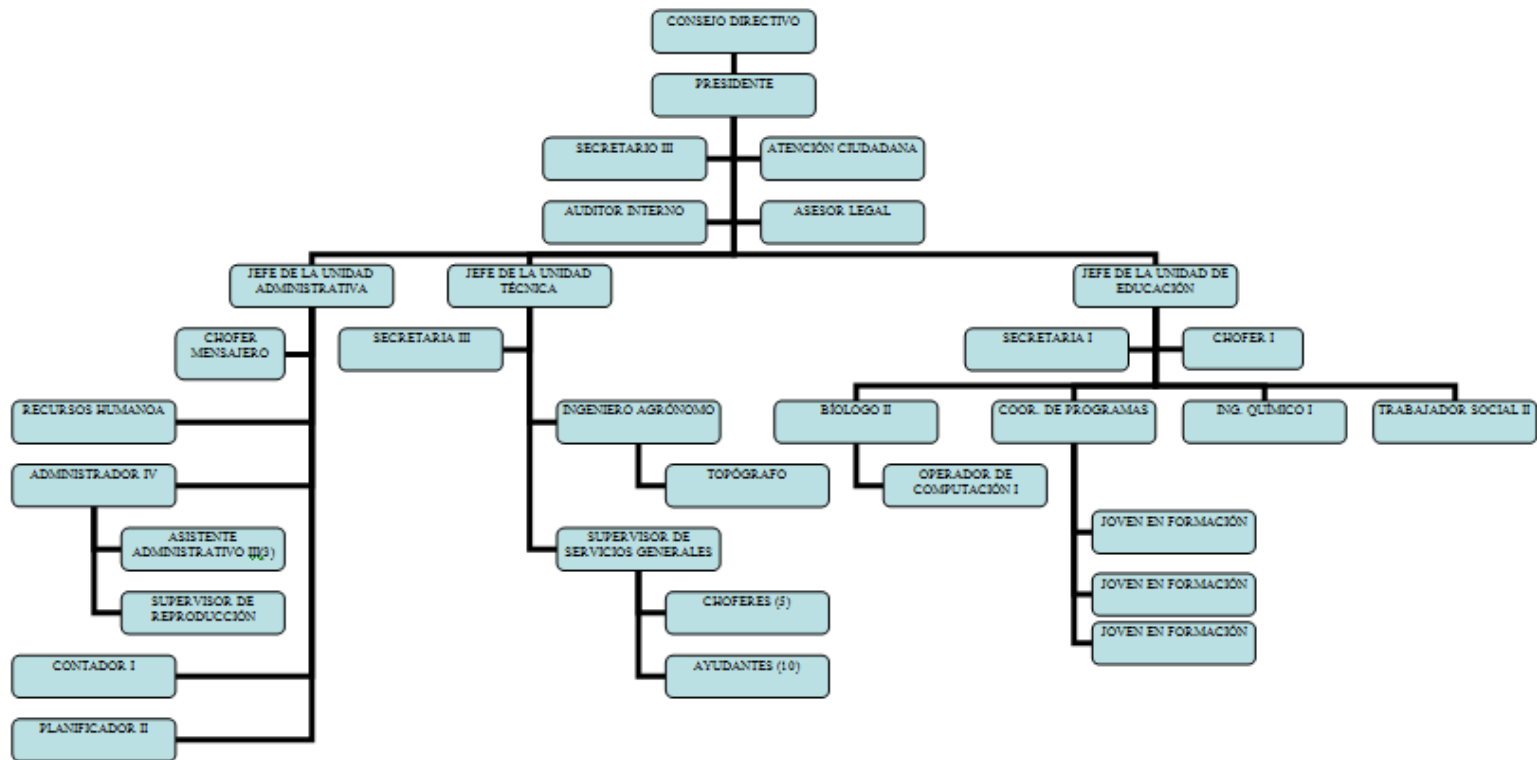 CONSEJO DIRECTIVO
PRESIDENTE
SECRETARIO III
ATENCIÓN CIUDADANA
AUDITOR INTERNO
ASESOR LEGAL
JEFE DE LA UNIDAD
ADMINISTRATIVA
JEFE DE LA UNIDAD
TÉCNICA
JEFE DE LA UNIDAD DE
EDUCACIÓN
CHOFER
MENSAJERO
SECRETARIA III
SECRETARIA I
CHOFER I
RECURSOS HUMANOA
INGENIERO AGRÓNOMO
BÍOLOGO II
COOR. DE PROGRAMAS
ING. QUÍMICO I
TRABAJADOR SOCIAL II
ADMINISTRADOR IV
TOPÓGRAFO
OPERADOR DE
COMPUTACIÓN I
ASISTENTE
ADMINISTRATIVO III(3)
SUPERVISOR DE
SERVICIOS GENERALES
JOVEN EN FORMACIÓN
SUPERVISOR DE
REPRODUCCIÓN
CHOFERES (5)
JOVEN EN FORMACIÓN
JOVEN EN FORMACIÓN
CONTADOR I
AYUDANTES (10)
PLANIFICADOR II